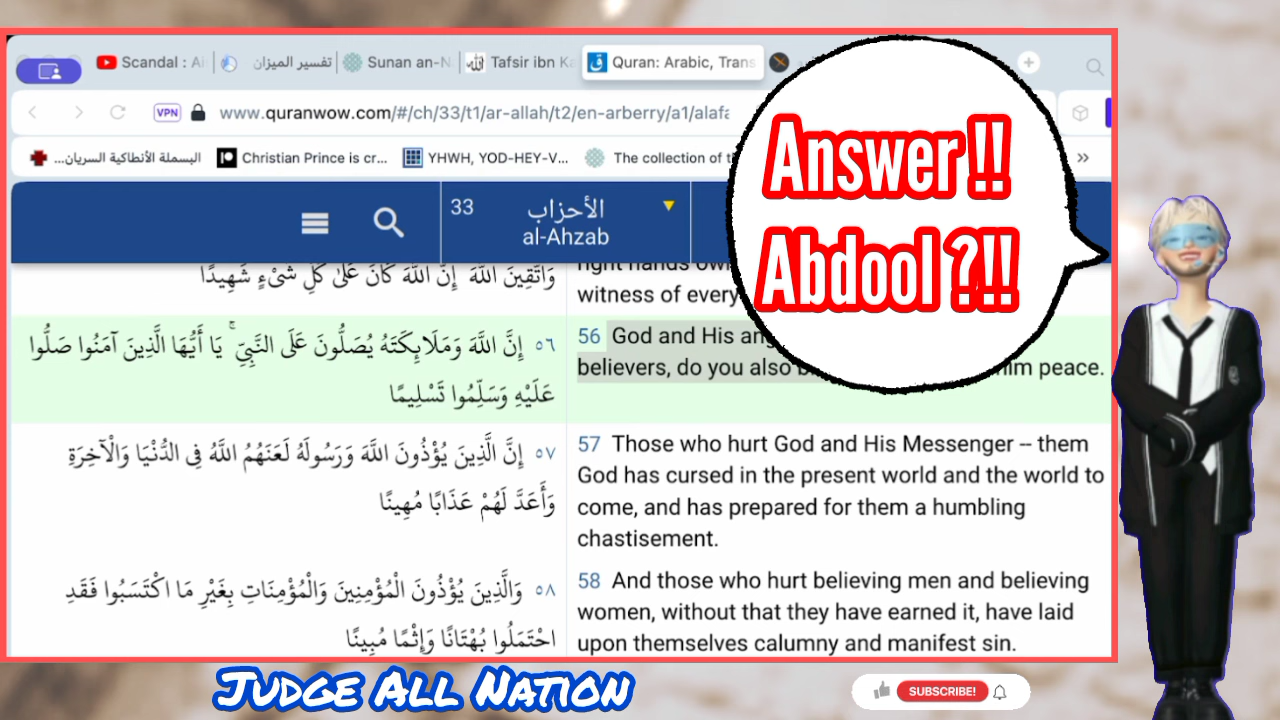 Scandal : Ai
تفسير الميزان
Sunan an-N
Tafsir ibn Ka
Quran: Arabic, Trans
VPN
www.quranwow.com/#/ch/33/t1/ar-allah/t2/en-arberry/a1/alafa
البسملة الأنطاكية السريان...
Christian Prince is cr...
YHWH, YOD-HEY-V...
The collection of t
»
33
الأحزاب
al-Ahzab
Answer !!
Abdool ?!!
وَاتَّقِينَ اللَّهَ إِنَّ اللَّهَ كَانَ عَلَىٰ كُلِّ شَيْءٍ شَهِيدًا
right hands own
witness of every
٥٦ إِنَّ اللَّهَ وَمَلَائِكَتَهُ يُصَلُّونَ عَلَى النَّبِيِّ ۚ يَا أَيُّهَا الَّذِينَ آمَنُوا صَلُّوا
عَلَيْهِ وَسَلِّمُوا تَسْلِيمًا
56 God and His ang
believers, do you also b him peace.
٥٧ إِنَّ الَّذِينَ يُؤْذُونَ اللَّهَ وَرَسُولَهُ لَعَنَهُمُ اللَّهُ فِي الدُّنْيَا وَالْآخِرَةِ
وَأَعَدَّ لَهُمْ عَذَابًا مُهِينًا
57 Those who hurt God and His Messenger -- them
God has cursed in the present world and the world to
come, and has prepared for them a humbling
chastisement.
٥٨ وَالَّذِينَ يُؤْذُونَ الْمُؤْمِنِينَ وَالْمُؤْمِنَاتِ بِغَيْرِ مَا اكْتَسَبُوا فَقَدِ
احْتَمَلُوا بُهْتَانًا وَإِثْمًا مُبِينًا
58 And those who hurt believing men and believing
women, without that they have earned it, have laid
upon themselves calumny and manifest sin.
JUDGE ALL NATION
SUBSCRIBE!